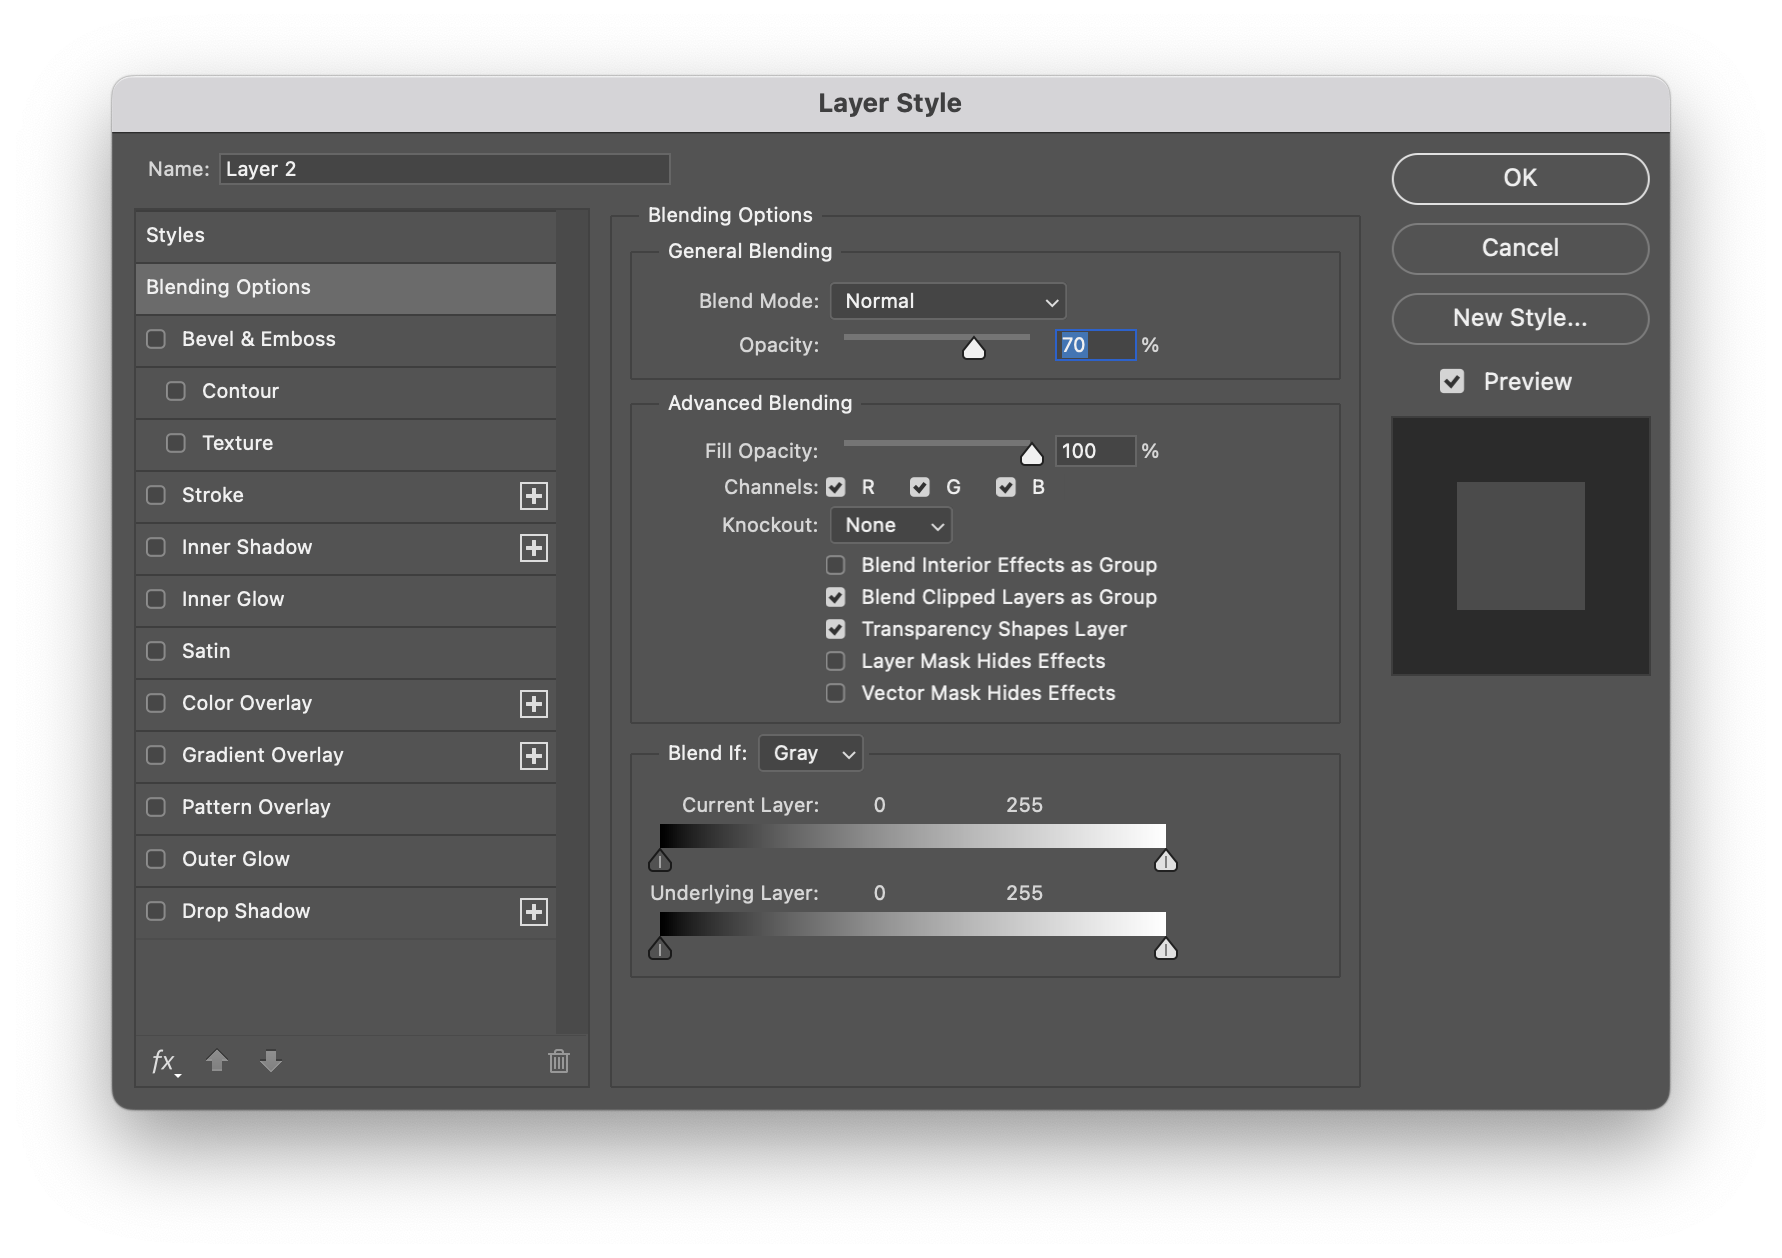 Layer Style
Name: Layer 2
Styles
Blending Options
Bevel & Emboss
Contour
Texture
Stroke
Inner Shadow
Inner Glow
Satin
Color Overlay
Gradient Overlay
Pattern Overlay
Outer Glow
Drop Shadow
fx
Blending Options
General Blending
Blend Mode: Normal
Opacity: 70 %
Advanced Blending
Fill Opacity: 100 %
Channels: R G B
Knockout: None
Blend Interior Effects as Group
Blend Clipped Layers as Group
Transparency Shapes Layer
Layer Mask Hides Effects
Vector Mask Hides Effects
Blend If: Gray
Current Layer: 0 255
Underlying Layer: 0 255
OK
Cancel
New Style...
Preview